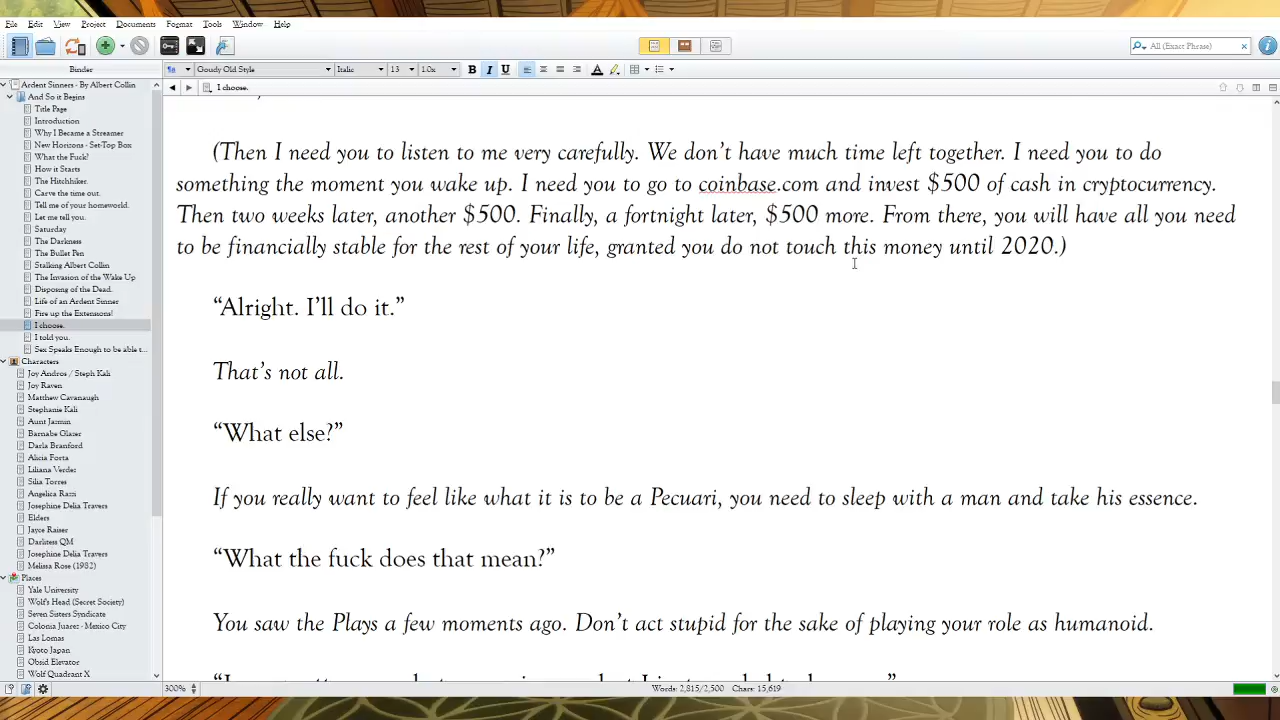 File Edit View Project Documents Format Tools Window Help
All (Exact Phrase)
Binder
Goudy Old Style Italic 13 1.0x B I U A
Ardent Sinners - By Albert Collin
I choose.
And So it Begins
Title Page
Introduction
Why I Became a Streamer
New Horizons - Set-Top Box
What the Fuck?
How it Starts
The Hitchhiker.
Carve the time out.
Tell me of your homeworld.
Let me tell you.
Saturday
The Darkness
The Bullet Pen
Stalking Albert Collin
The Invasion of the Wake Up
Disposing of the Dead.
Life of an Ardent Sinner
Fire up the Extensions!
I choose.
I told you.
Sex Speaks Enough to be able t...
Characters
Joy Andros / Steph Kali
Joy Raven
Matthew Cavanaugh
Stephanie Kali
Aunt Jazmin
Barnabe Glazer
Darla Branford
Alicia Forta
Liliana Verdes
Silia Torres
Angelica Razzi
Josephine Delia Travers
Elders
Jayce Raiser
Darlitess QM
Josephine Delia Travers
Melissa Rose (1982)
Places
Yale University
Wolf's Head (Secret Society)
Seven Sisters Syndicate
Colonia Juarez - Mexico City
Las Lomas
Kyoto Japan
Obsid Elevator
Wolf Quadrant X
(Then I need you to listen to me very carefully. We don’t have much time left together. I need you to do
something the moment you wake up. I need you to go to coinbase.com and invest $500 of cash in cryptocurrency.
Then two weeks later, another $500. Finally, a fortnight later, $500 more. From there, you will have all you need
to be financially stable for the rest of your life, granted you do not touch this money until 2020.)
“Alright. I’ll do it.”
That’s not all.
“What else?”
If you really want to feel like what it is to be a Pecuari, you need to sleep with a man and take his essence.
“What the fuck does that mean?”
You saw the Plays a few moments ago. Don’t act stupid for the sake of playing your role as humanoid.
300% Words: 2,815/2,500 Chars: 15,619